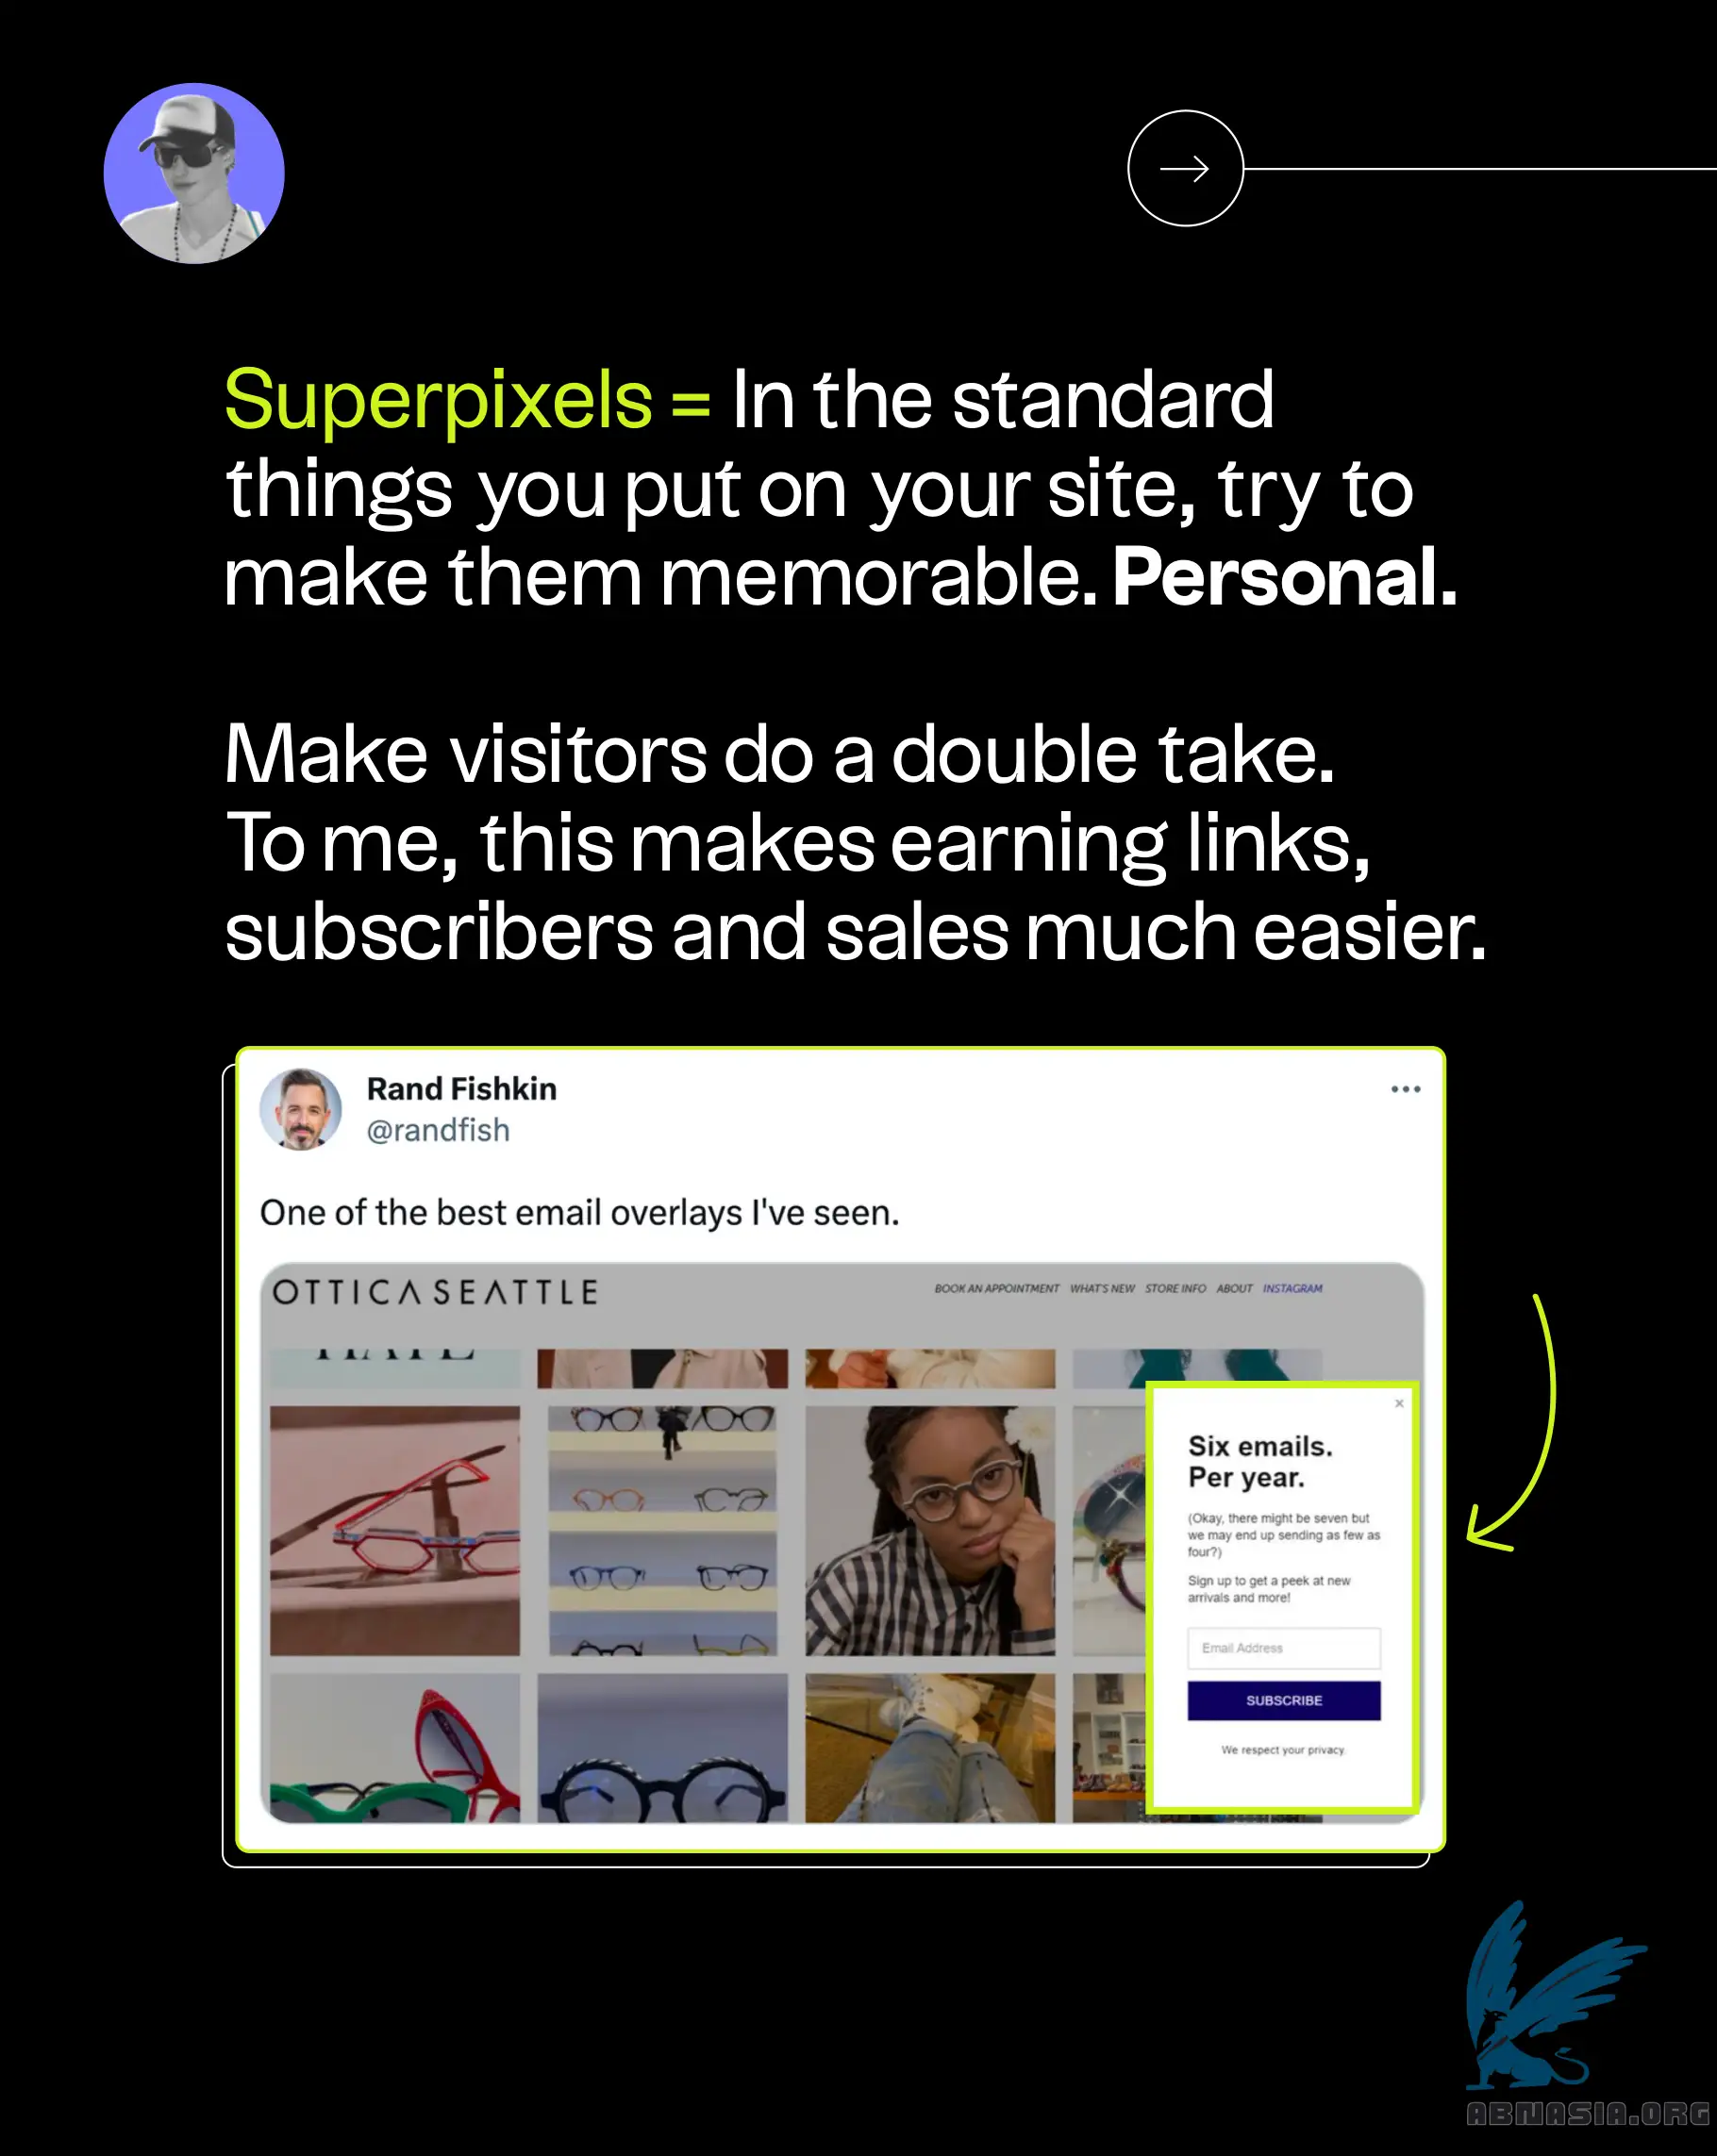 Superpixels = In the standard
things you put on your site, try to
make them memorable. Personal.
Make visitors do a double take.
To me, this makes earning links,
subscribers and sales much easier.
Rand Fishkin
@randfish
One of the best email overlays I've seen.
OTTICA SEATTLE
BOOK AN APPOINTMENT WHAT'S NEW STORE INFO ABOUT INSTAGRAM
Six emails.
Per year.
(Okay, there might be seven but
we may end up sending as few as
four?)
Sign up to get a peek at new
arrivals and more!
Email Address
SUBSCRIBE
We respect your privacy.
ABNASIA.ORG